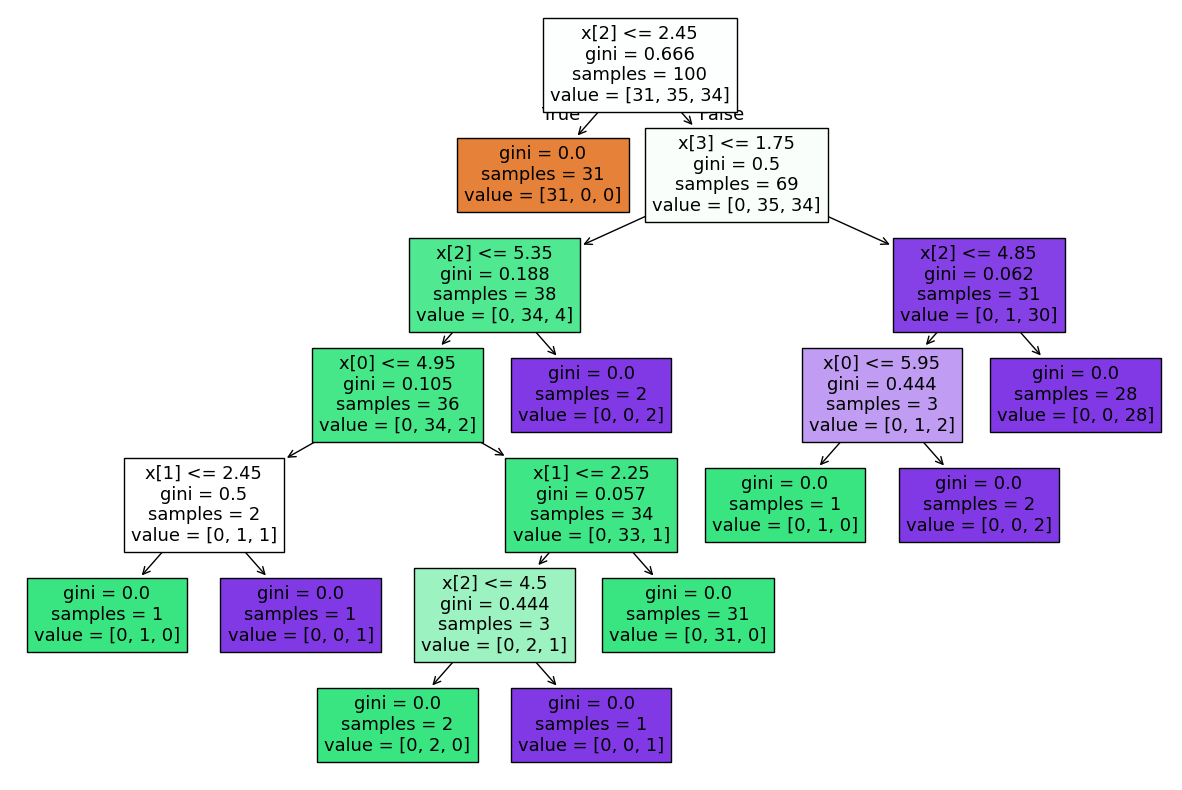 x[2] <= 2.45
gini = 0.666
samples = 100
value = [31, 35, 34]
True
False
gini = 0.0
samples = 31
value = [31, 0, 0]
x[3] <= 1.75
gini = 0.5
samples = 69
value = [0, 35, 34]
x[2] <= 5.35
gini = 0.188
samples = 38
value = [0, 34, 4]
x[2] <= 4.85
gini = 0.062
samples = 31
value = [0, 1, 30]
x[0] <= 4.95
gini = 0.105
samples = 36
value = [0, 34, 2]
gini = 0.0
samples = 2
value = [0, 0, 2]
x[0] <= 5.95
gini = 0.444
samples = 3
value = [0, 1, 2]
gini = 0.0
samples = 28
value = [0, 0, 28]
x[1] <= 2.45
gini = 0.5
samples = 2
value = [0, 1, 1]
x[1] <= 2.25
gini = 0.057
samples = 34
value = [0, 33, 1]
gini = 0.0
samples = 1
value = [0, 1, 0]
gini = 0.0
samples = 2
value = [0, 0, 2]
gini = 0.0
samples = 1
value = [0, 1, 0]
gini = 0.0
samples = 1
value = [0, 0, 1]
x[2] <= 4.5
gini = 0.444
samples = 3
value = [0, 2, 1]
gini = 0.0
samples = 31
value = [0, 31, 0]
gini = 0.0
samples = 2
value = [0, 2, 0]
gini = 0.0
samples = 1
value = [0, 0, 1]